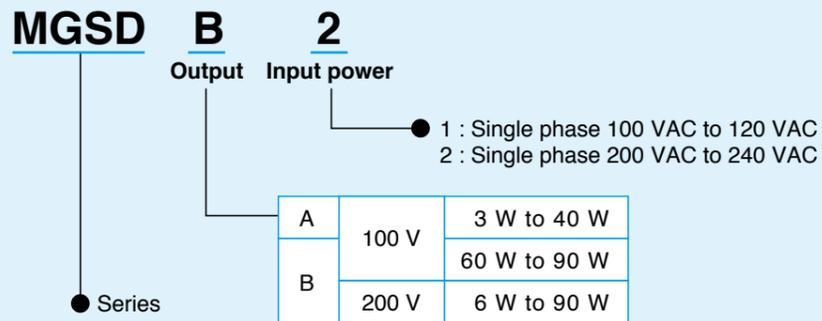 MGSD B 2
Output Input power
1 : Single phase 100 VAC to 120 VAC
2 : Single phase 200 VAC to 240 VAC
A 100 V 3 W to 40 W
B 60 W to 90 W
200 V 6 W to 90 W
Series